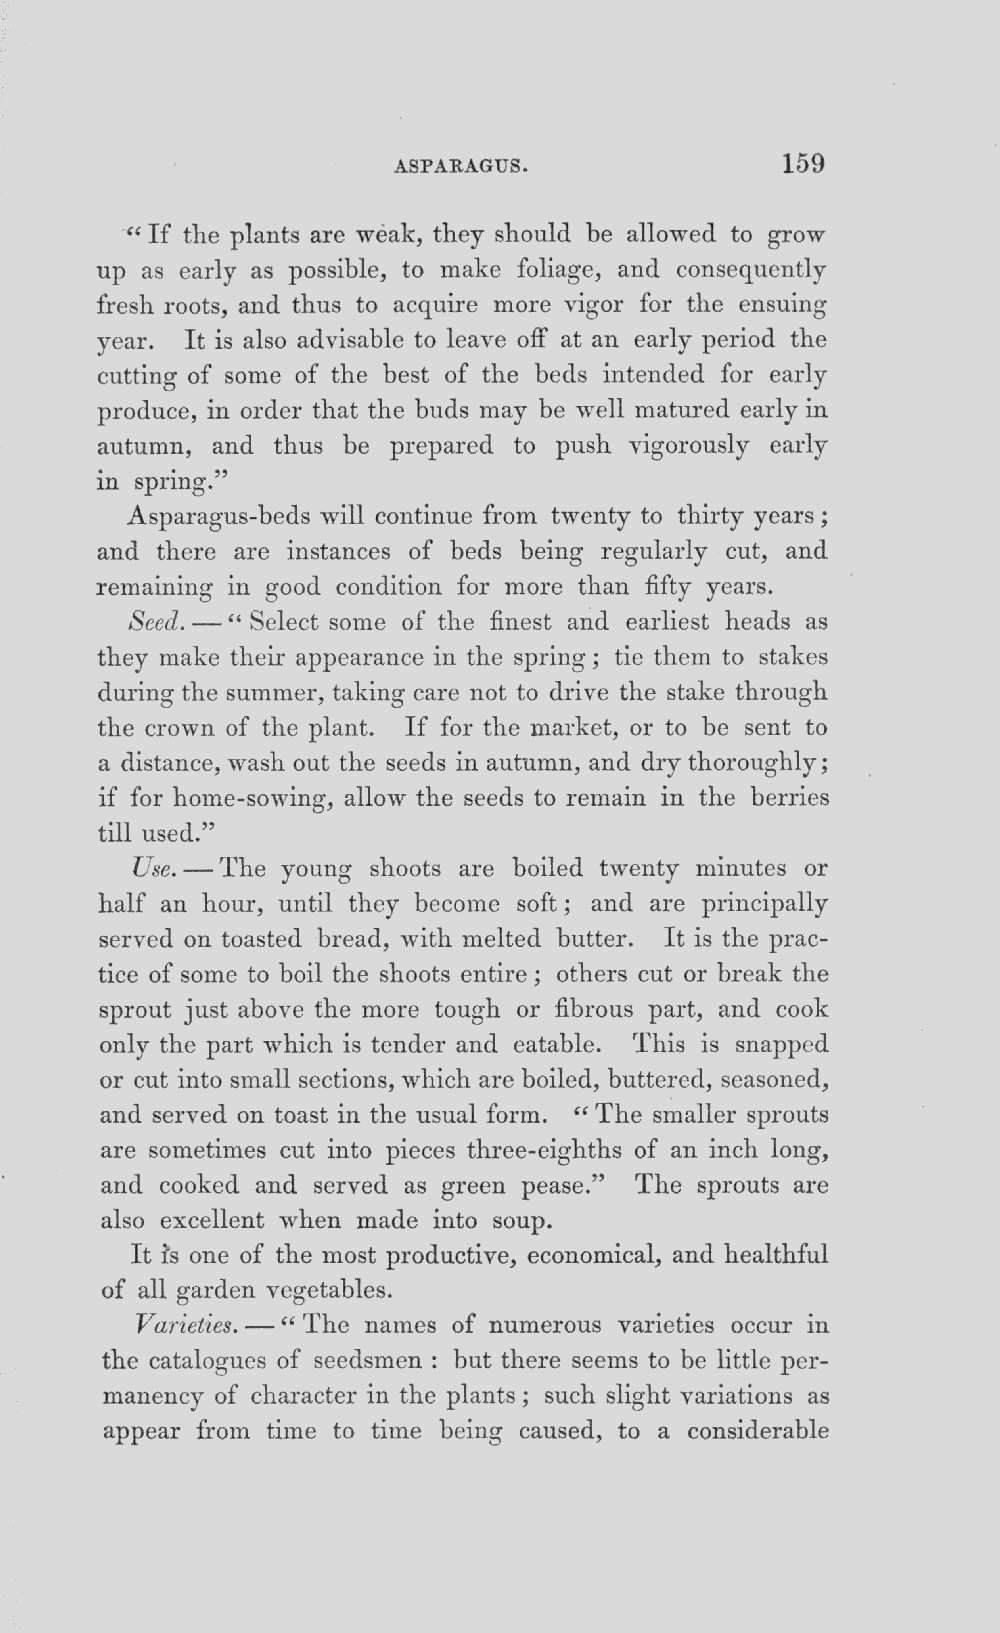 ASPARAGUS. 159
“If the plants are weak, they should be allowed to grow
up as early as possible, to make foliage, and consequently
fresh roots, and thus to acquire more vigor for the ensuing
year. It is also advisable to leave off at an early period the
cutting of some of the best of the beds intended for early
produce, in order that the buds may be well matured early in
autumn, and thus be prepared to push vigorously early
in spring.”
Asparagus-beds will continue from twenty to thirty years;
and there are instances of beds being regularly cut, and
remaining in good condition for more than fifty years.
Seed. — “Select some of the finest and earliest heads as
they make their appearance in the spring; tie them to stakes
during the summer, taking care not to drive the stake through
the crown of the plant. If for the market, or to be sent to
a distance, wash out the seeds in autumn, and dry thoroughly;
if for home-sowing, allow the seeds to remain in the berries
till used.”
Use. — The young shoots are boiled twenty minutes or
half an hour, until they become soft; and are principally
served on toasted bread, with melted butter. It is the prac-
tice of some to boil the shoots entire; others cut or break the
sprout just above the more tough or fibrous part, and cook
only the part which is tender and eatable. This is snapped
or cut into small sections, which are boiled, buttered, seasoned,
and served on toast in the usual form. “The smaller sprouts
are sometimes cut into pieces three-eighths of an inch long,
and cooked and served as green pease.” The sprouts are
also excellent when made into soup.
It is one of the most productive, economical, and healthful
of all garden vegetables.
Varieties. — “The names of numerous varieties occur in
the catalogues of seedsmen: but there seems to be little per-
manency of character in the plants; such slight variations as
appear from time to time being caused, to a considerable